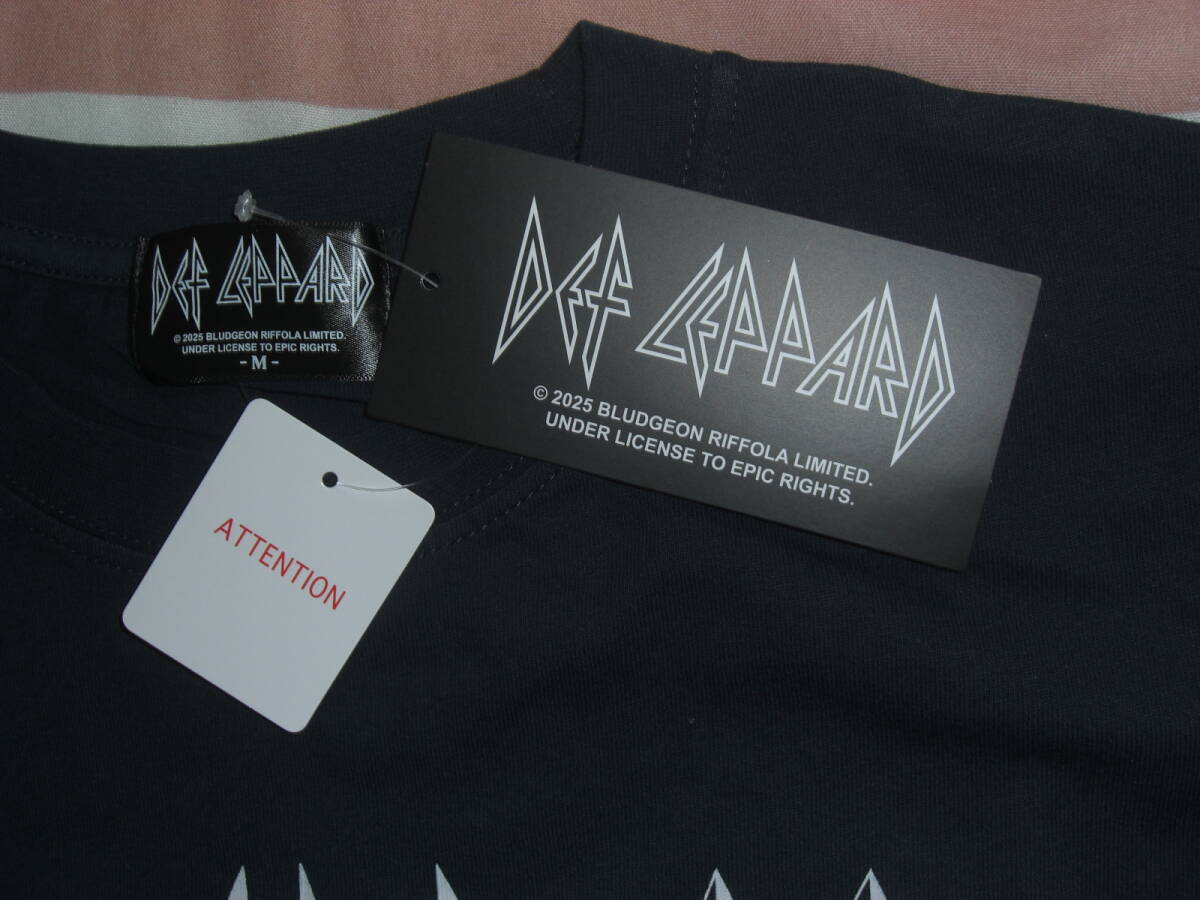 DEF LEPPARD
© 2025 BLUDGEON RIFFOLA LIMITED.
UNDER LICENSE TO EPIC RIGHTS.
- M -
DEF LEPPARD
© 2025 BLUDGEON RIFFOLA LIMITED.
UNDER LICENSE TO EPIC RIGHTS.
ATTENTION